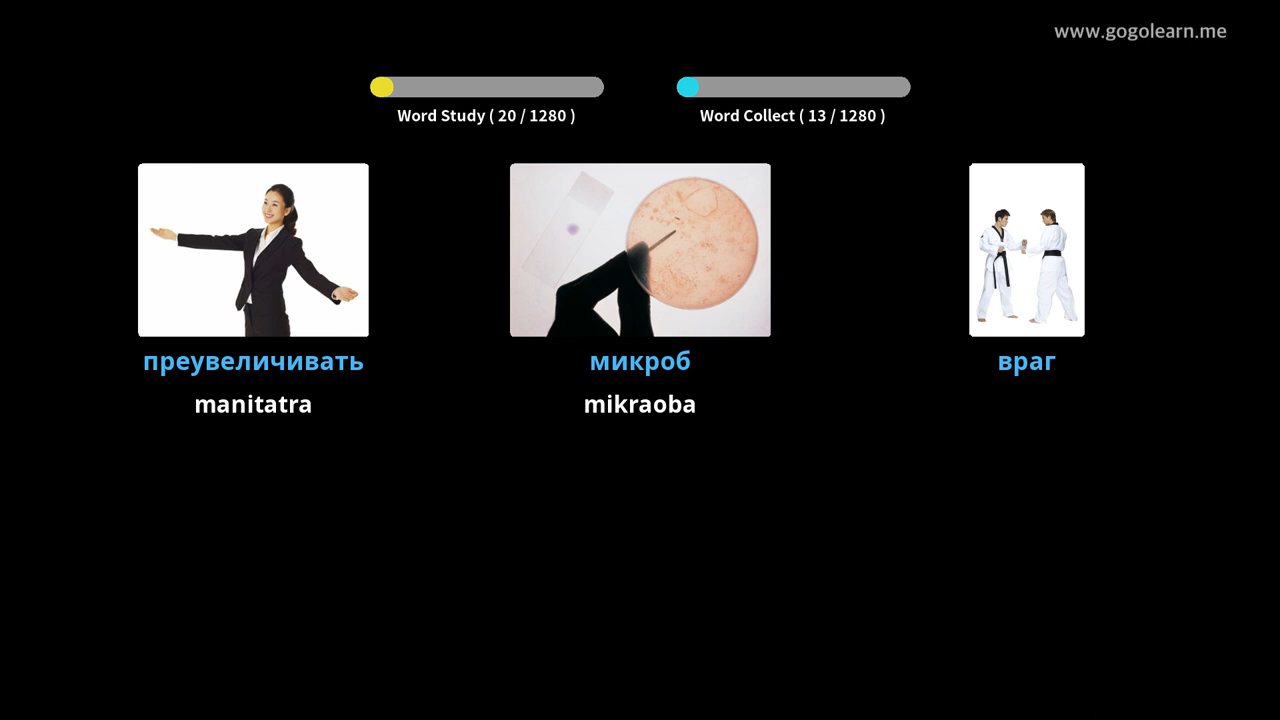 www.gogolearn.me
Word Study ( 20 / 1280 )
Word Collect ( 13 / 1280 )
преувеличивать
микроб
враг
manitatra
mikraoba